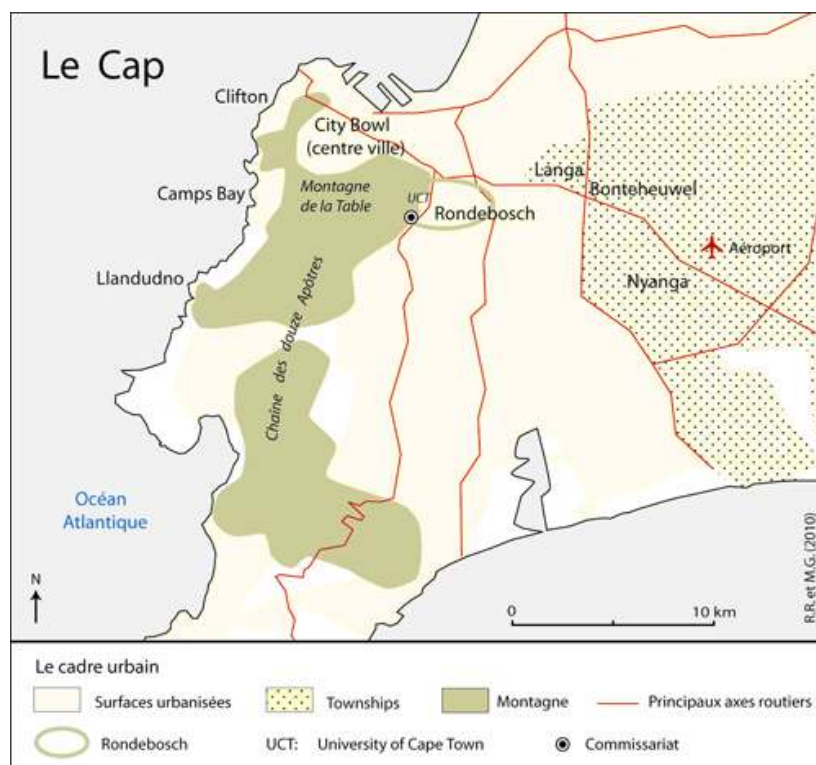 Le Cap
Clifton
City Bowl
(centre ville)
Camps Bay
Montagne
de la Table
UCT
Rondebosch
Langa
Bonteheuwel
Aéroport
Nyanga
Llandudno
Chaîne des douze Apôtres
Océan
Atlantique
N
0 10 km
R.R. et M.G. (2010)
Le cadre urbain
Surfaces urbanisées
Townships
Montagne
Principaux axes routiers
Rondebosch
UCT: University of Cape Town
Commissariat